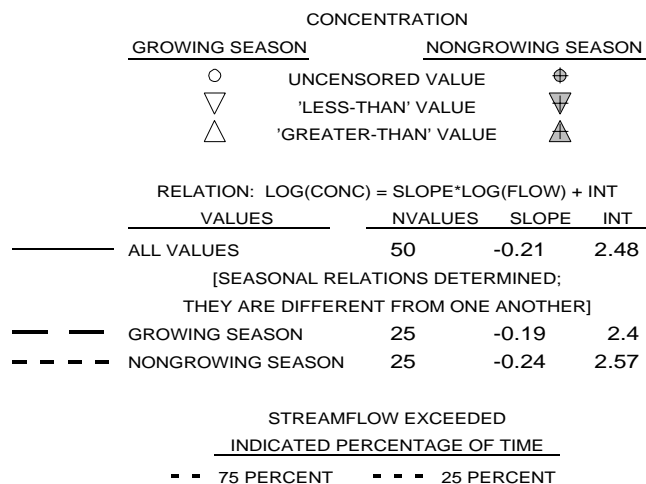 CONCENTRATION
GROWING SEASON NONGROWING SEASON
UNCENSORED VALUE
'LESS-THAN' VALUE
'GREATER-THAN' VALUE
RELATION: LOG(CONC) = SLOPE*LOG(FLOW) + INT
VALUES NVALUES SLOPE INT
ALL VALUES 50 -0.21 2.48
[SEASONAL RELATIONS DETERMINED;
THEY ARE DIFFERENT FROM ONE ANOTHER]
GROWING SEASON 25 -0.19 2.4
NONGROWING SEASON 25 -0.24 2.57
STREAMFLOW EXCEEDED
INDICATED PERCENTAGE OF TIME
75 PERCENT 25 PERCENT